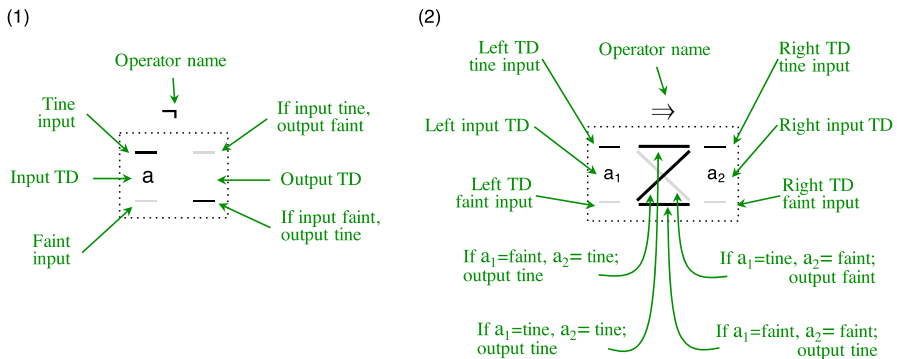 (1)
Operator name
¬
Tine
input
If input tine,
output faint
Input TD
a
Output TD
Faint
input
If input faint,
output tine
(2)
Left TD
tine input
Operator name
Right TD
tine input
⇒
Left input TD
Right input TD
a₁
a₂
Left TD
faint input
Right TD
faint input
If a₁=faint, a₂= tine;
output tine
If a₁=tine, a₂= faint;
output faint
If a₁=tine, a₂= tine;
output tine
If a₁=faint, a₂= faint;
output tine